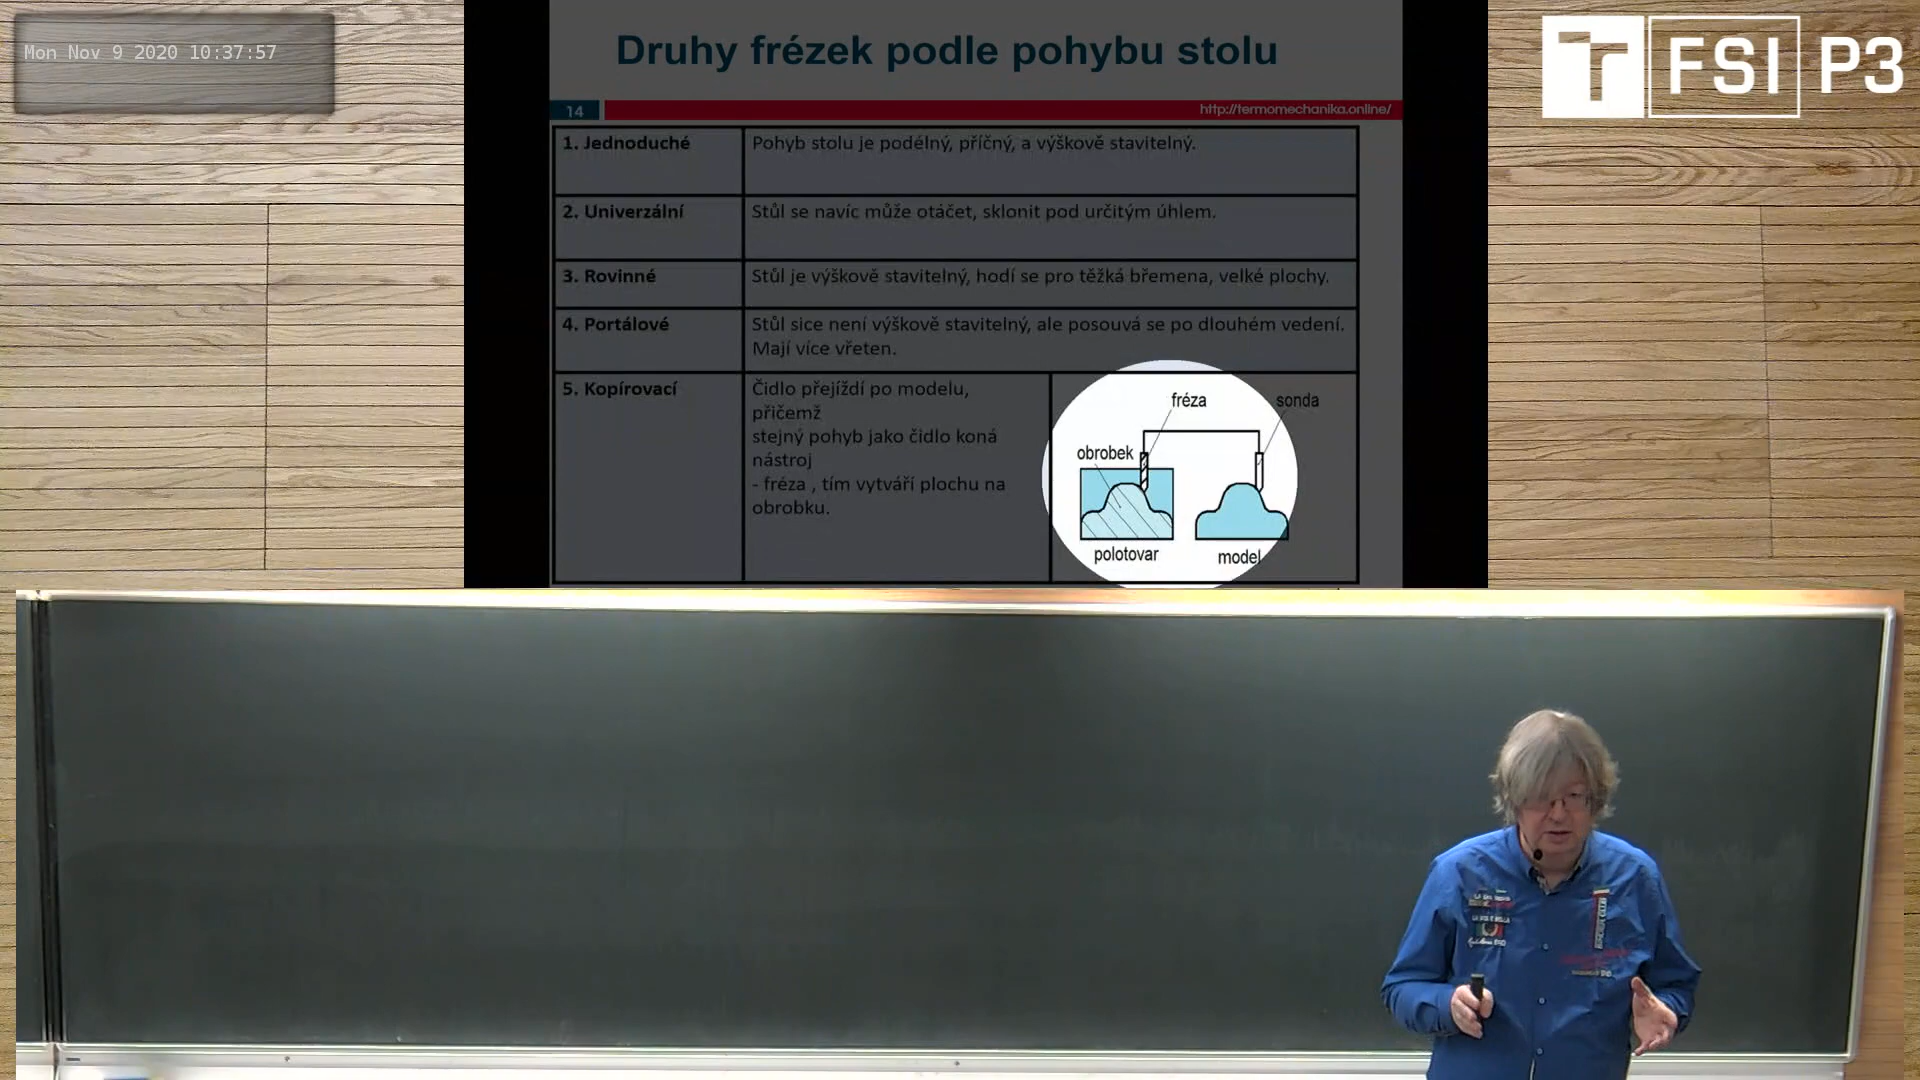 Mon Nov 9 2020 10:37:57
Druhy frézek podle pohybu stolu
T FSI P3
14
http://termomechanika.online/
1. Jednoduché
Pohyb stolu je podélný, příčný, a výškově stavitelný.
2. Univerzální
Stůl se navíc může otáčet, sklonit pod určitým úhlem.
3. Rovinné
Stůl je výškově stavitelný, hodí se pro těžká břemena, velké plochy.
4. Portálové
Stůl sice není výškově stavitelný, ale posouvá se po dlouhém vedení.
Mají více vřeten.
5. Kopírovací
Čidlo přejíždí po modelu,
přičemž
stejný pohyb jako čidlo koná
nástroj
- fréza , tím vytváří plochu na
obrobku.
fréza
sonda
obrobek
polotovar
model